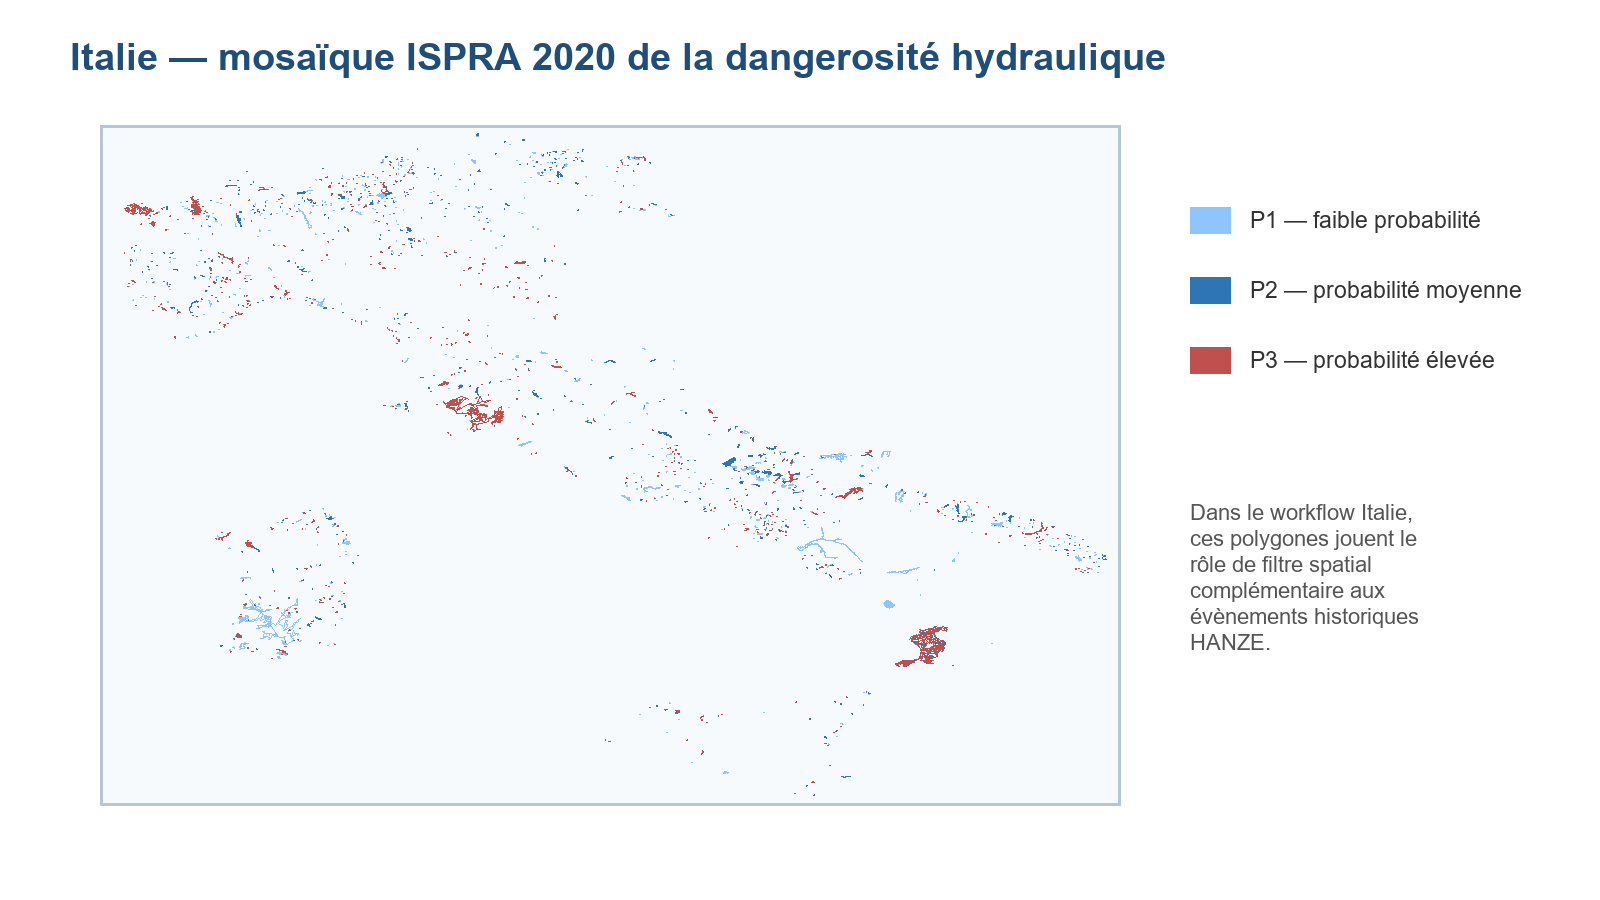 Italie — mosaïque ISPRA 2020 de la dangerosité hydraulique
P1 — faible probabilité
P2 — probabilité moyenne
P3 — probabilité élevée
Dans le workflow Italie,
ces polygones jouent le
rôle de filtre spatial
complémentaire aux
évènements historiques
HANZE.